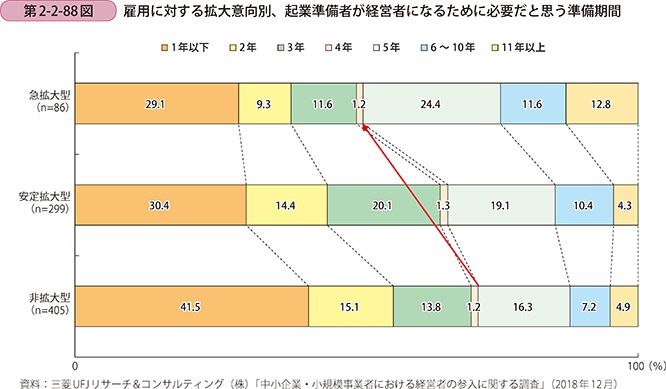 第2-2-88図 雇用に対する拡大意向別、起業準備者が経営者になるために必要だと思う準備期間
1年以下 2年 3年 4年 5年 6～10年 11年以上
急拡大型
(n=86)
29.1 9.3 11.6 1.2 24.4 11.6 12.8
安定拡大型
(n=299)
30.4 14.4 20.1 1.3 19.1 10.4 4.3
非拡大型
(n=405)
41.5 15.1 13.8 1.2 16.3 7.2 4.9
0 100 (%)
資料：三菱UFJリサーチ＆コンサルティング（株）「中小企業・小規模事業者における経営者の参入に関する調査」（2018年12月）